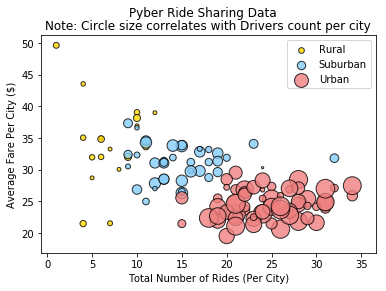 Pyber Ride Sharing Data
Note: Circle size correlates with Drivers count per city
Rural
Suburban
Urban
50
45
40
35
30
25
20
Average Fare Per City ($)
0 5 10 15 20 25 30 35
Total Number of Rides (Per City)